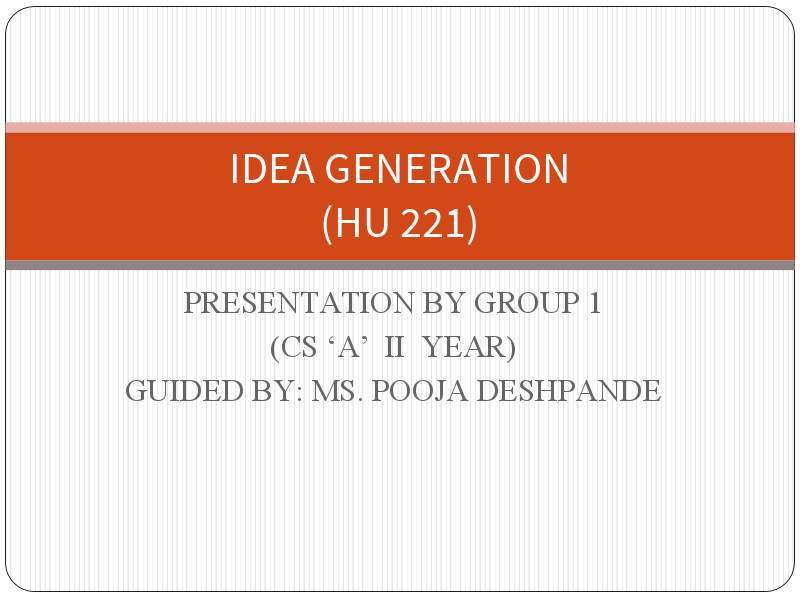 IDEA GENERATION
(HU 221)
PRESENTATION BY GROUP 1
(CS ‘A’ II YEAR)
GUIDED BY: MS. POOJA DESHPANDE